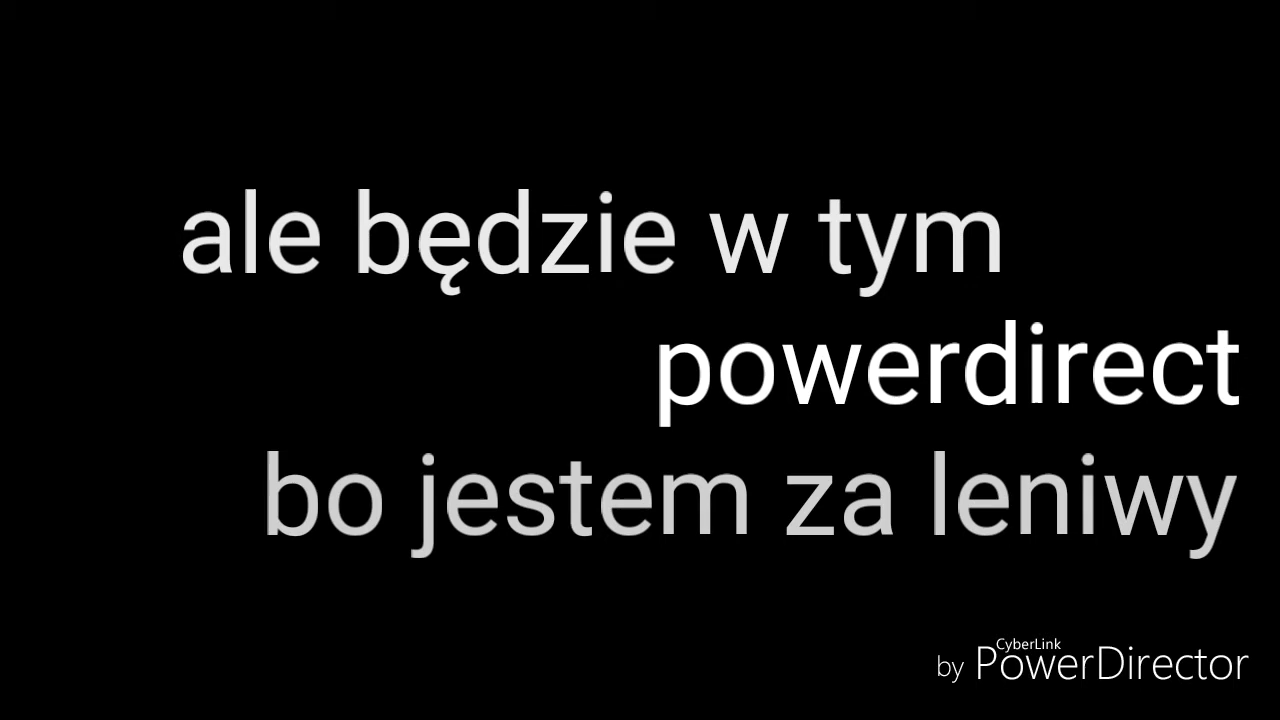 ale będzie w tym
powerdirect
bo jestem za leniwy
CyberLink
by PowerDirector